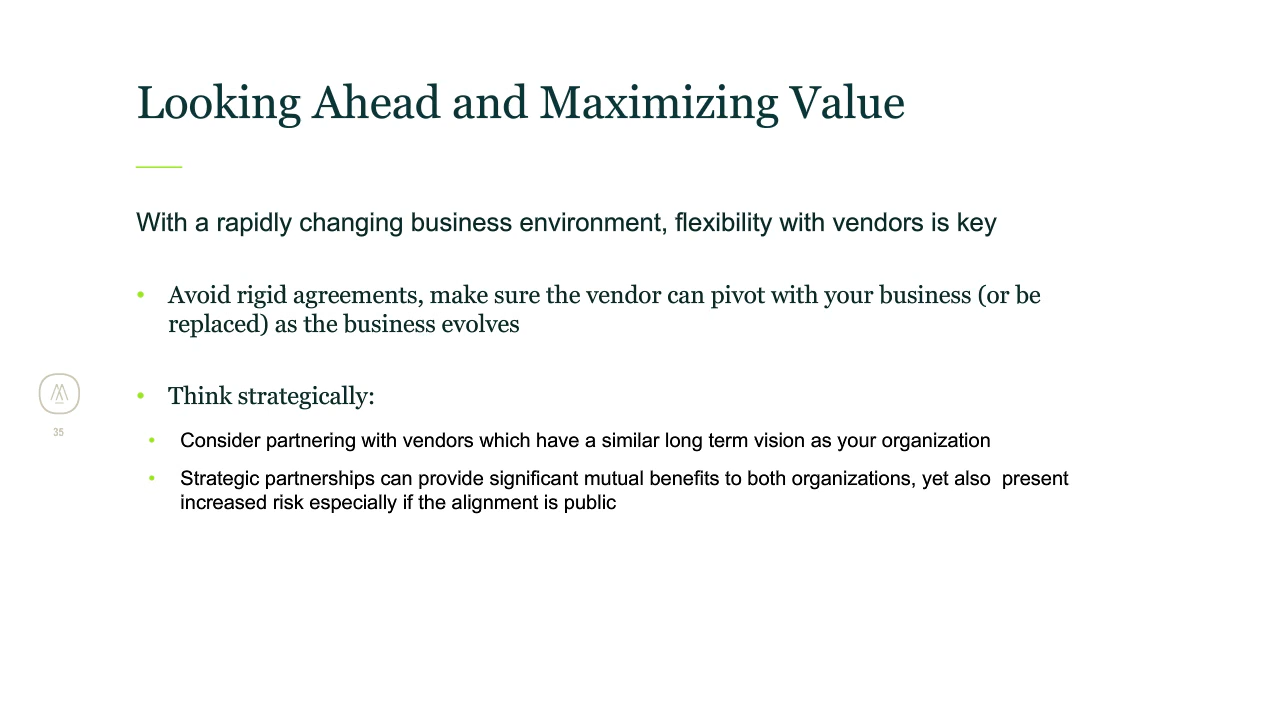 Looking Ahead and Maximizing Value
With a rapidly changing business environment, flexibility with vendors is key
• Avoid rigid agreements, make sure the vendor can pivot with your business (or be
replaced) as the business evolves
• Think strategically:
• Consider partnering with vendors which have a similar long term vision as your organization
• Strategic partnerships can provide significant mutual benefits to both organizations, yet also  present
increased risk especially if the alignment is public
35